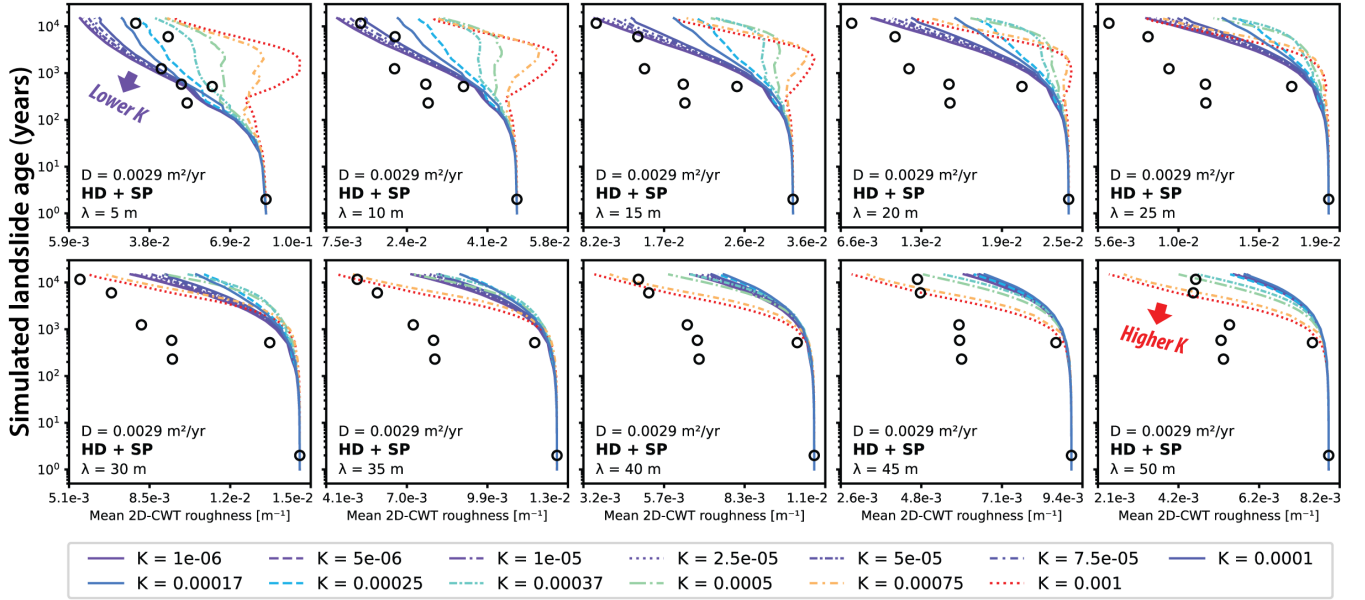 Simulated landslide age (years)
10⁴
10³
10²
10¹
10⁰
Lower K
D = 0.0029 m²/yr
HD + SP
λ = 5 m
5.9e-3 3.8e-2 6.9e-2 1.0e-1
D = 0.0029 m²/yr
HD + SP
λ = 10 m
7.5e-3 2.4e-2 4.1e-2 5.8e-2
D = 0.0029 m²/yr
HD + SP
λ = 15 m
8.2e-3 1.7e-2 2.6e-2 3.6e-2
D = 0.0029 m²/yr
HD + SP
λ = 20 m
6.6e-3 1.3e-2 1.9e-2 2.5e-2
D = 0.0029 m²/yr
HD + SP
λ = 25 m
5.6e-3 1.0e-2 1.5e-2 1.9e-2
10⁴
10³
10²
10¹
10⁰
D = 0.0029 m²/yr
HD + SP
λ = 30 m
5.1e-3 8.5e-3 1.2e-2 1.5e-2
Mean 2D-CWT roughness [m⁻¹]
D = 0.0029 m²/yr
HD + SP
λ = 35 m
4.1e-3 7.0e-3 9.9e-3 1.3e-2
Mean 2D-CWT roughness [m⁻¹]
D = 0.0029 m²/yr
HD + SP
λ = 40 m
3.2e-3 5.7e-3 8.3e-3 1.1e-2
Mean 2D-CWT roughness [m⁻¹]
D = 0.0029 m²/yr
HD + SP
λ = 45 m
2.6e-3 4.8e-3 7.1e-3 9.4e-3
Mean 2D-CWT roughness [m⁻¹]
Higher K
D = 0.0029 m²/yr
HD + SP
λ = 50 m
2.1e-3 4.2e-3 6.2e-3 8.2e-3
Mean 2D-CWT roughness [m⁻¹]
K = 1e-06 K = 5e-06 K = 1e-05 K = 2.5e-05 K = 5e-05 K = 7.5e-05 K = 0.0001
K = 0.00017 K = 0.00025 K = 0.00037 K = 0.0005 K = 0.00075 K = 0.001